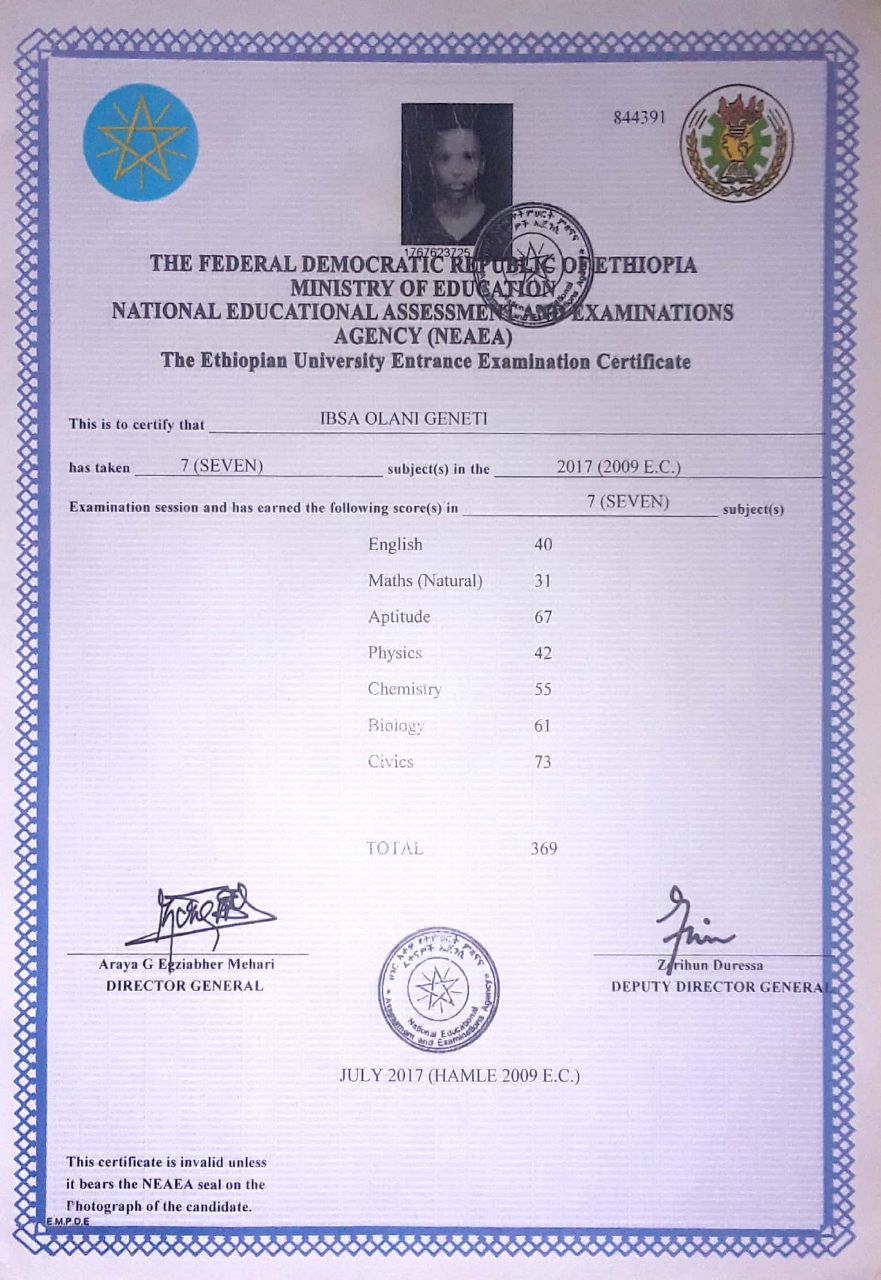 844391
1767623725
THE FEDERAL DEMOCRATIC REPUBLIC OF ETHIOPIA
MINISTRY OF EDUCATION
NATIONAL EDUCATIONAL ASSESSMENT AND EXAMINATIONS
AGENCY (NEAEA)
The Ethiopian University Entrance Examination Certificate
This is to certify that IBSA OLANI GENETI
has taken 7 (SEVEN) subject(s) in the 2017 (2009 E.C.)
Examination session and has earned the following score(s) in 7 (SEVEN) subject(s)
English 40
Maths (Natural) 31
Aptitude 67
Physics 42
Chemistry 55
Biology 61
Civics 73
TOTAL 369
Araya G Egziabher Mehari
DIRECTOR GENERAL
Zerihun Duressa
DEPUTY DIRECTOR GENERAL
National Educational
Assessment and Examinations Agency
JULY 2017 (HAMLE 2009 E.C.)
This certificate is invalid unless
it bears the NEAEA seal on the
Photograph of the candidate.
E.M.P.D.E